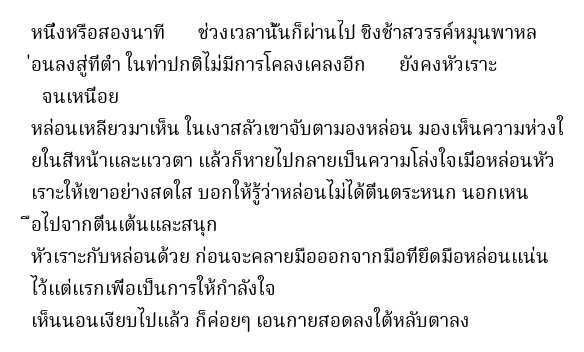 หนึ่งหรือสองนาที ช่วงเวลานั้นก็ผ่านไป ชิงช้าสวรรค์หมุนพาหล
่อนลงสู่ที่ต่ำ ในท่าปกติไม่มีการโคลงเคลงอีก ยังคงหัวเราะ
จนเหนื่อย
หล่อนเหลียวมาเห็น ในเงาสลัวเขาจับตามองหล่อน มองเห็นความห่วงใ
ยในสีหน้าและแววตา แล้วก็หายไปกลายเป็นความโล่งใจเมื่อหล่อนหัว
เราะให้เขาอย่างสดใส บอกให้รู้ว่าหล่อนไม่ได้ตื่นตระหนก นอกเหน
ือไปจากตื่นเต้นและสนุก
หัวเราะกับหล่อนด้วย ก่อนจะคลายมือออกจากมือที่ยึดมือหล่อนแน่น
ไว้แต่แรกเพื่อเป็นการให้กำลังใจ
เห็นนอนเงียบไปแล้ว ก็ค่อยๆ เอนกายสอดลงใต้หลับตาลง